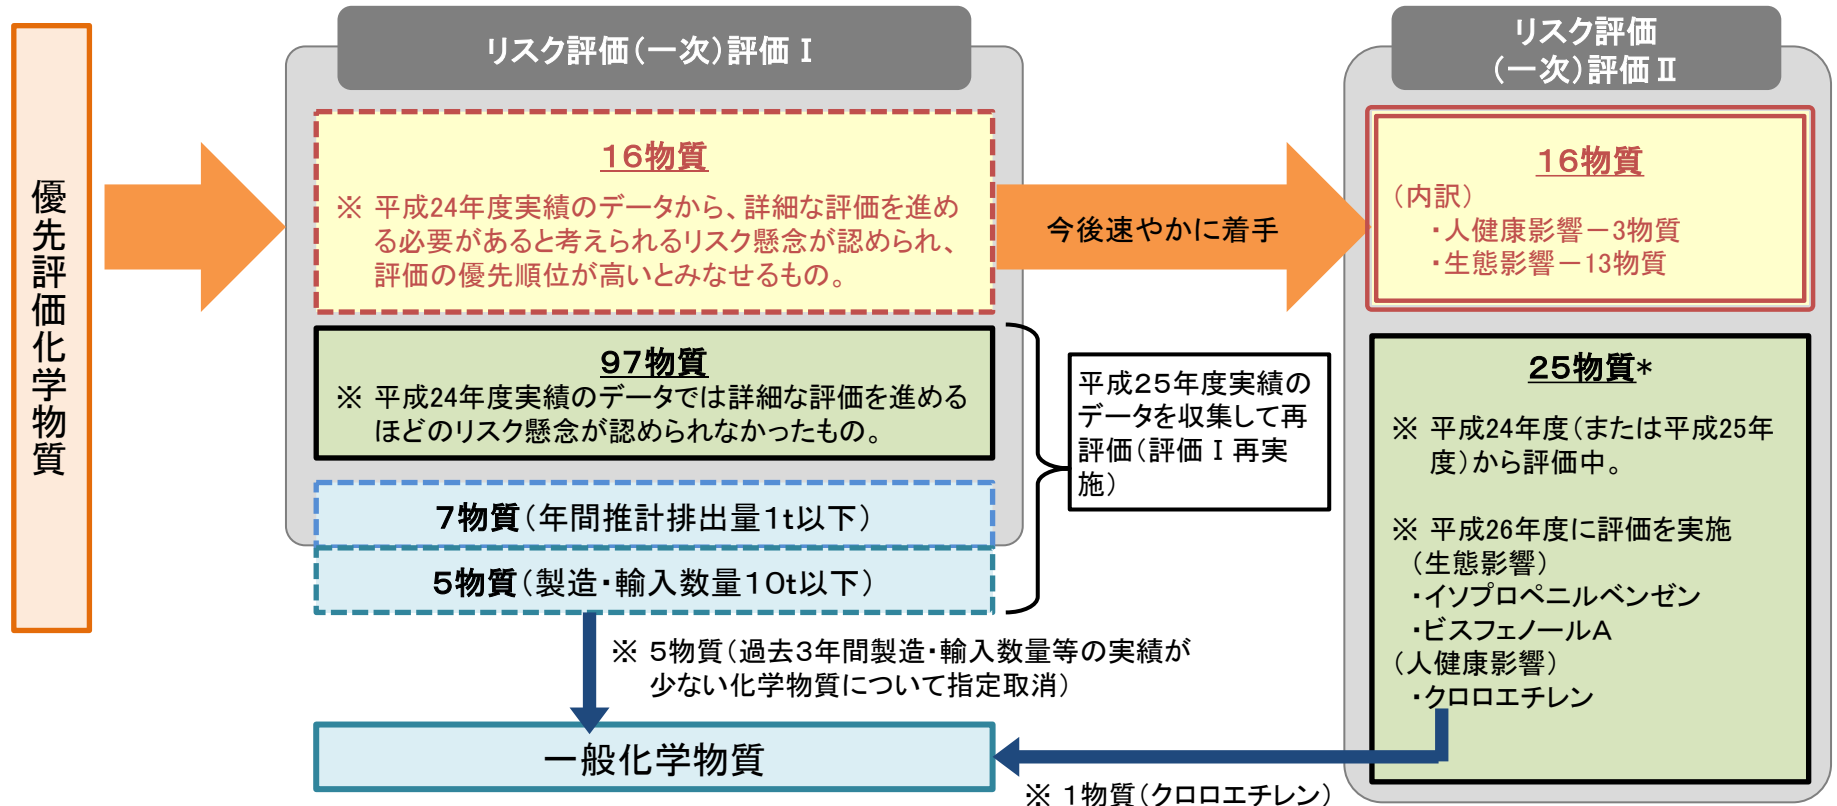 優先評価化学物質
リスク評価(一次)評価Ⅰ
16物質
※ 平成24年度実績のデータから、詳細な評価を進め
る必要があると考えられるリスク懸念が認められ、
評価の優先順位が高いとみなせるもの。
97物質
※ 平成24年度実績のデータでは詳細な評価を進める
ほどのリスク懸念が認められなかったもの。
7物質(年間推計排出量1t以下)
5物質(製造・輸入数量10t以下)
今後速やかに着手
平成25年度実績の
データを収集して再
評価(評価Ⅰ再実
施)
※ 5物質(過去3年間製造・輸入数量等の実績が
少ない化学物質について指定取消)
一般化学物質
リスク評価
(一次)評価Ⅱ
16物質
(内訳)
・人健康影響－3物質
・生態影響－13物質
25物質*
※ 平成24年度(または平成25年
度)から評価中。
※ 平成26年度に評価を実施
(生態影響)
・イソプロペニルベンゼン
・ビスフェノールA
(人健康影響)
・クロロエチレン
※ 1物質(クロロエチレン)